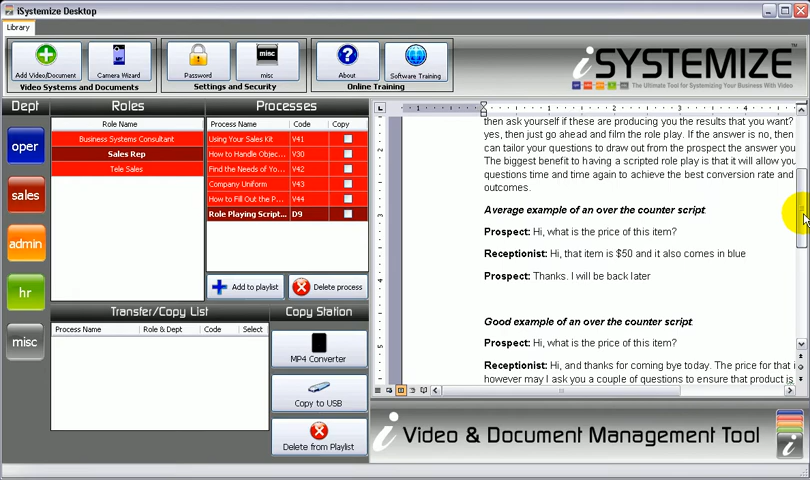 iSystemize Desktop
Library
Add Video/Document
Camera Wizard
Video Systems and Documents
Password
misc
misc
Settings and Security
?
About
Software Training
Online Training
iSYSTEMIZE™
The Ultimate Tool for Systemizing Your Business With Video
Dept
oper
sales
admin
hr
misc
Roles
Role Name
Business Systems Consultant
Sales Rep
Tele Sales
Processes
Process Name Code Copy
Using Your Sales Kit V41
How to Handle Objec... V30
Find the Needs of Yo... V42
Company Uniform V43
How to Fill Out the P... V44
Role Playing Script... D9
Add to playlist
Delete process
Transfer/Copy List
Process Name Role & Dept Code Select
Copy Station
MP4 Converter
Copy to USB
Delete from Playlist
1 1 2 3 4
2
3
4
5
then ask yourself if these are producing you the results that you want?
yes, then just go ahead and film the role play. If the answer is no, then
can tailor your questions to draw out from the prospect the answer you
The biggest benefit to having a scripted role play is that it will allow you
questions time and time again to achieve the best conversion rate and
outcomes.
Average example of an over the counter script
Prospect: Hi, what is the price of this item?
Receptionist: Hi, that item is $50 and it also comes in blue
Prospect: Thanks. I will be back later
Good example of an over the counter script
Prospect: Hi, what is the price of this item?
Receptionist: Hi, and thanks for coming bye today. The price for that i
however may I ask you a couple of questions to ensure that product is
i Video & Document Management Tool